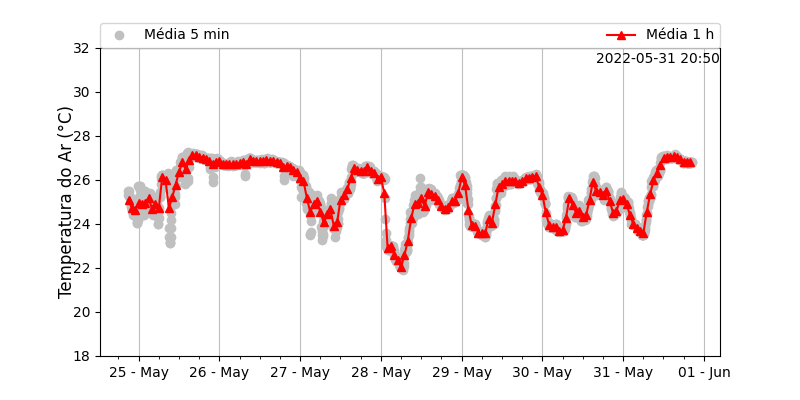 Média 5 min
Média 1 h
2022-05-31 20:50
Temperatura do Ar (°C)
32
30
28
26
24
22
20
18
25 - May
26 - May
27 - May
28 - May
29 - May
30 - May
31 - May
01 - Jun